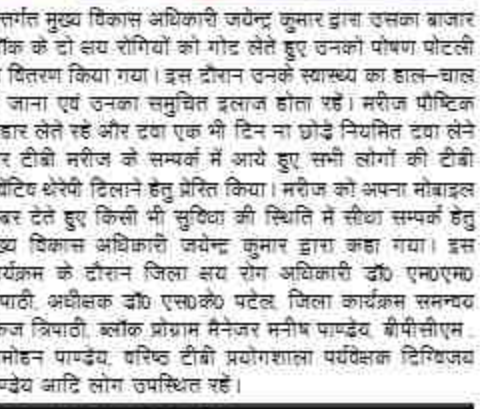 तर्गत मुख्य विकास अधिकारी जयेन्द्र कुमार द्वारा उसका बाजार
ॉक के दो क्षय रोगियों को गोद लेते हुए उनको पोषण पोटली
वितरण किया गया। इस दौरान उनके स्वास्थ्य का हाल–चाल
जाना एवं उनका समुचित इलाज होता रहें। मरीज पौष्टिक
हार लेते रहे और दवा एक भी दिन ना छोड़े नियमित दवा लेने
र टीबी मरीज के सम्पर्क में आये हुए सभी लोगों की टीबी
वेंटिव थेरेपी दिलाने हेतु प्रेरित किया। मरीज को अपना मोबाइल
बर देते हुए किसी भी सुविधा की स्थिति में सीधा सम्पर्क हेतु
ख्य विकास अधिकारी जयेन्द्र कुमार द्वारा कहा गया। इस
र्यक्रम के दौरान जिला क्षय रोग अधिकारी डॉ0 एम0एम0
पाठी, अधीक्षक डॉ0 एस0के0 पटेल, जिला कार्यक्रम समन्वय
कज त्रिपाठी, ब्लॉक प्रोग्राम मैनेजर मनीष पाण्डेय, बीपीसीएम
मोहन पाण्डेय, वरिष्ठ टीबी प्रयोगशाला पर्यवेक्षक दिग्विजय
ण्डेय आदि लोग उपस्थित रहें।